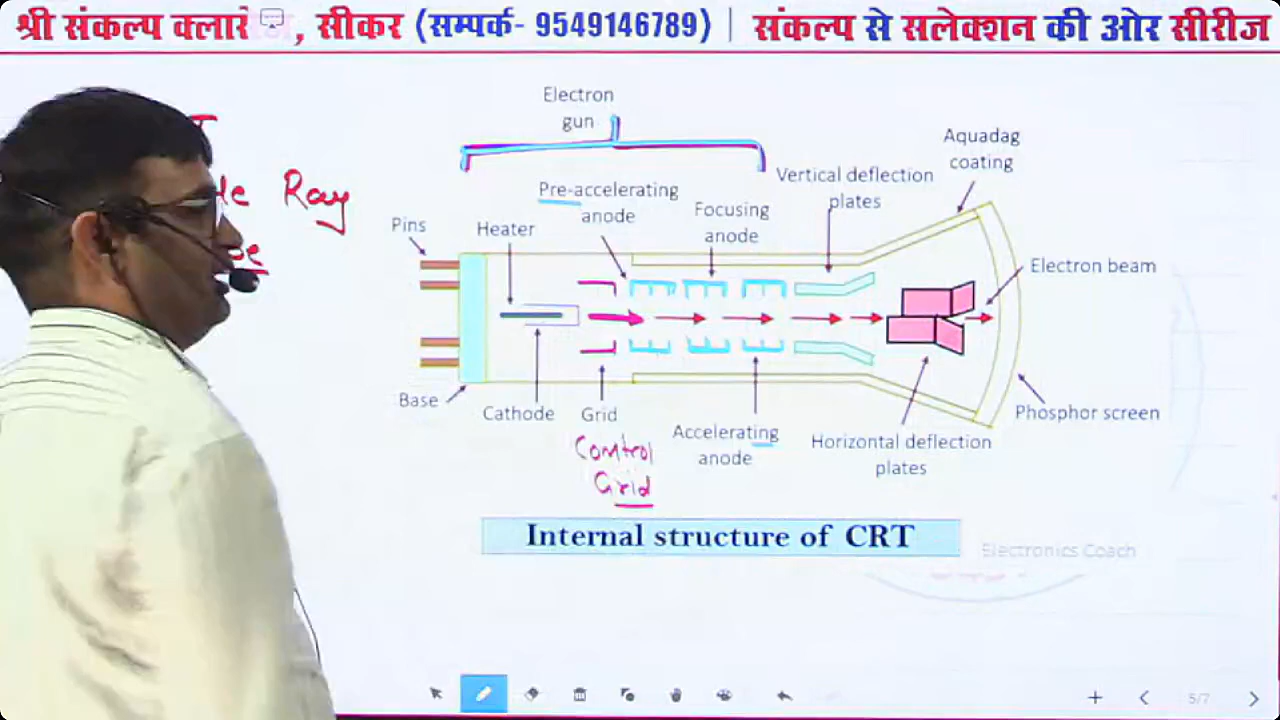 श्री संकल्प क्लासेज, सीकर (सम्पर्क- 9549146789) | संकल्प से सलेक्शन की ओर सीरीज
Ray
Electron
gun
Aquadag
coating
Vertical deflection
plates
Pre-accelerating
anode
Focusing
anode
Pins
Heater
Electron beam
Base
Cathode
Grid
Control
Grid
Accelerating
anode
Horizontal deflection
plates
Phosphor screen
Internal structure of CRT
Electronics Coach
5/7